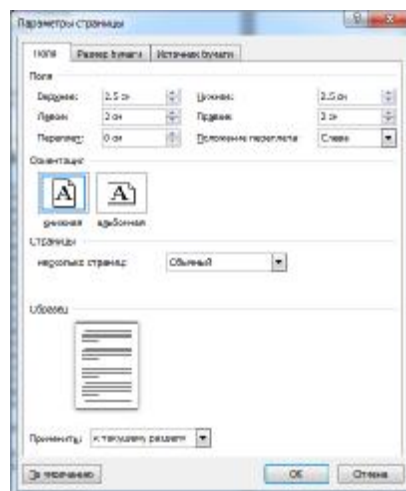 Параметры страницы
Поля Размер бумаги Источник бумаги
Поля
Верхнее: 2.5 см Нижнее: 2.5 см
Левое: 2 см Правое: 2 см
Переплет: 0 см Положение переплета: Слева
Ориентация
книжная альбомная
Страницы
несколько страниц: Обычный
Образец
Применить: к текущему разделу
По умолчанию ОК Отмена